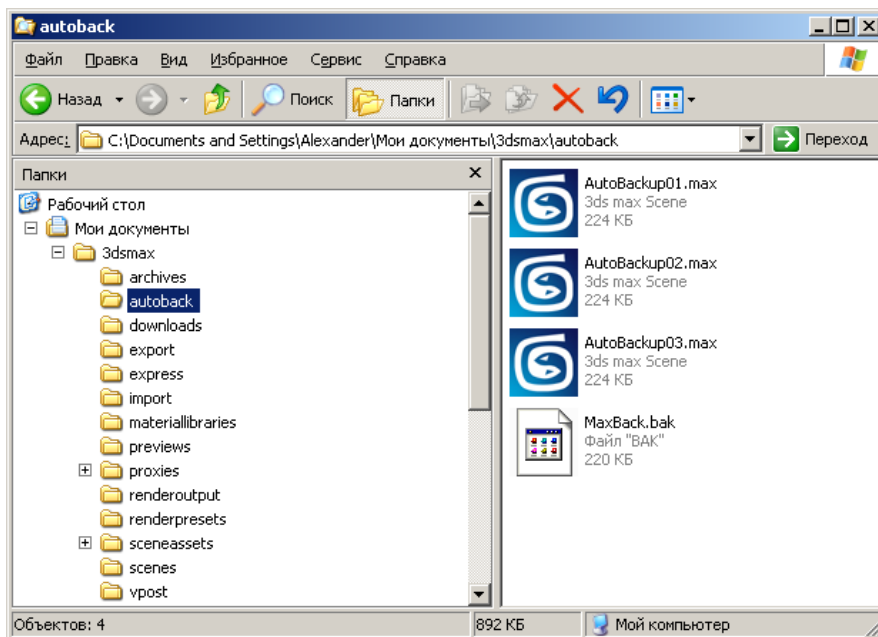 autoback
Файл Правка Вид Избранное Сервис Справка
Назад Поиск Папки
Адрес: C:\Documents and Settings\Alexander\Мои документы\3dsmax\autoback Переход
Папки
Рабочий стол
Мои документы
3dsmax
archives
autoback
downloads
export
express
import
materiallibraries
previews
proxies
renderoutput
renderpresets
sceneassets
scenes
vpost
AutoBackup01.max
3ds max Scene
224 КБ
AutoBackup02.max
3ds max Scene
224 КБ
AutoBackup03.max
3ds max Scene
224 КБ
MaxBack.bak
Файл "BAK"
220 КБ
Объектов: 4 892 КБ Мой компьютер